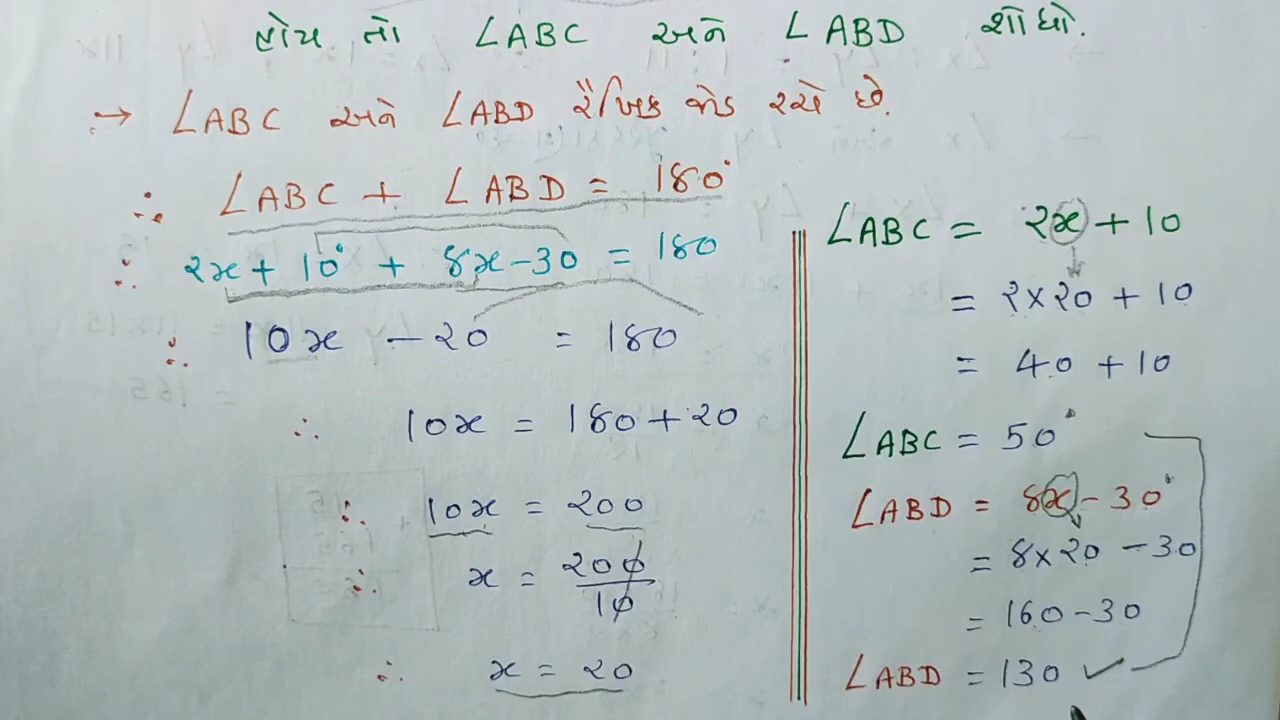 હોય તો ∠ABC અને ∠ABD શોધો.
→ ∠ABC અને ∠ABD રૈખિક જોડ રચે છે.
∴ ∠ABC + ∠ABD = 180°
∴ 2x + 10° + 8x - 30 = 180
∴ 10x - 20 = 180
∴ 10x = 180 + 20
∴ 10x = 200
∴ x = 200/10
∴ x = 20
∠ABC = 2x + 10
= 2 × 20 + 10
= 40 + 10
∠ABC = 50°
∠ABD = 8x - 30°
= 8 × 20 - 30
= 160 - 30
∠ABD = 130 ✓